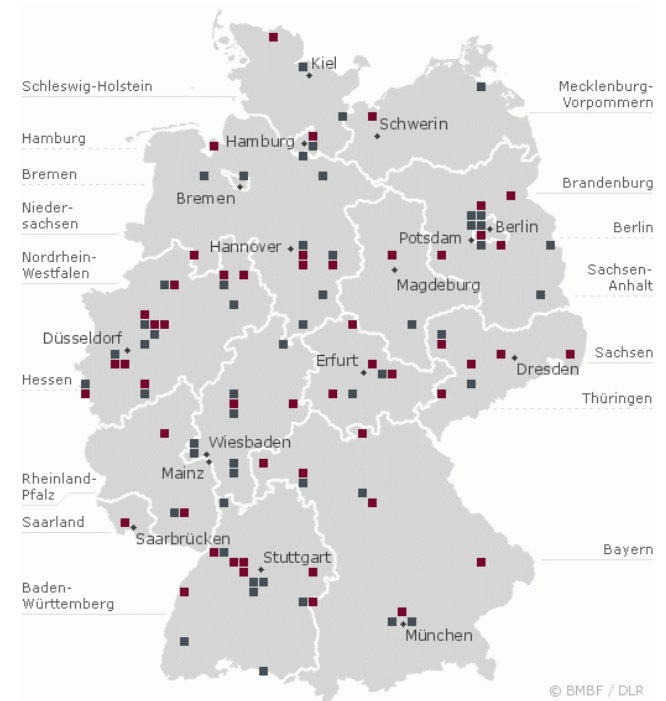 Kiel
Schleswig-Holstein
Mecklenburg-
Vorpommern
Schwerin
Hamburg
Hamburg
Bremen
Brandenburg
Bremen
Nieder-
sachsen
Berlin
Berlin
Potsdam
Hannover
Nordrhein-
Westfalen
Sachsen-
Anhalt
Magdeburg
Düsseldorf
Sachsen
Erfurt
Dresden
Hessen
Thüringen
Wiesbaden
Mainz
Rheinland-
Pfalz
Saarland
Saarbrücken
Bayern
Stuttgart
Baden-
Württemberg
München
© BMBF / DLR